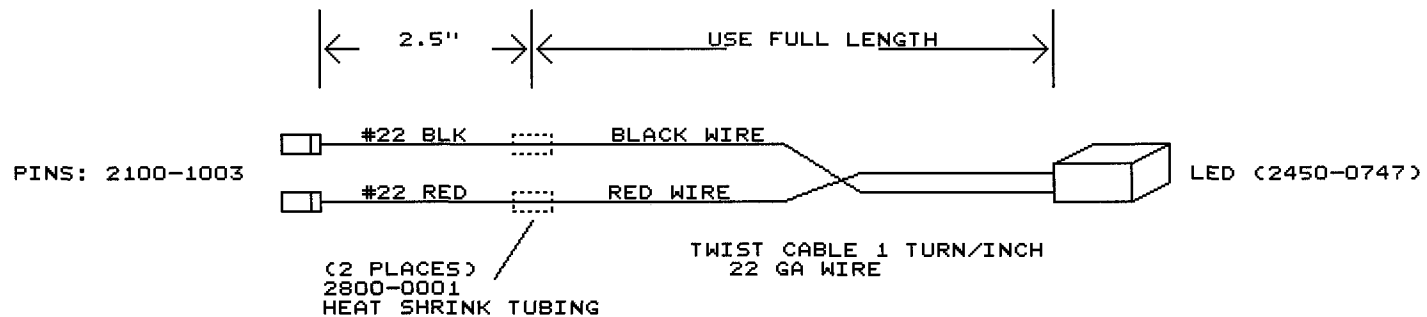 2.5" USE FULL LENGTH
#22 BLK BLACK WIRE
PINS: 2100-1003 LED (2450-0747)
#22 RED RED WIRE
TWIST CABLE 1 TURN/INCH
22 GA WIRE
(2 PLACES)
2800-0001
HEAT SHRINK TUBING